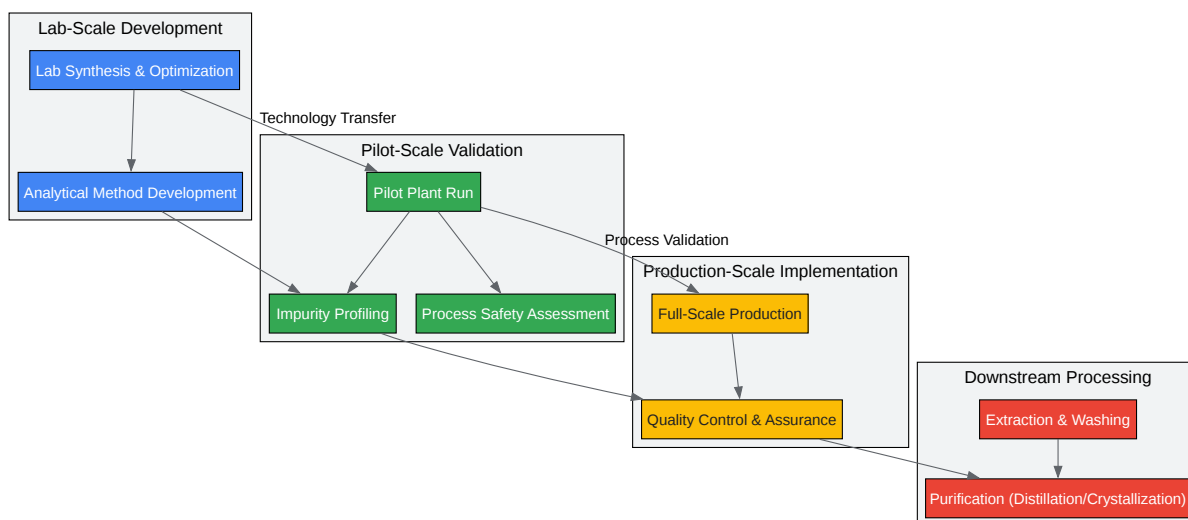 Lab-Scale Development
Lab Synthesis & Optimization
Technology Transfer
Pilot-Scale Validation
Analytical Method Development
Pilot Plant Run
Process Validation
Production-Scale Implementation
Impurity Profiling
Process Safety Assessment
Full-Scale Production
Downstream Processing
Quality Control & Assurance
Extraction & Washing
Purification (Distillation/Crystallization)